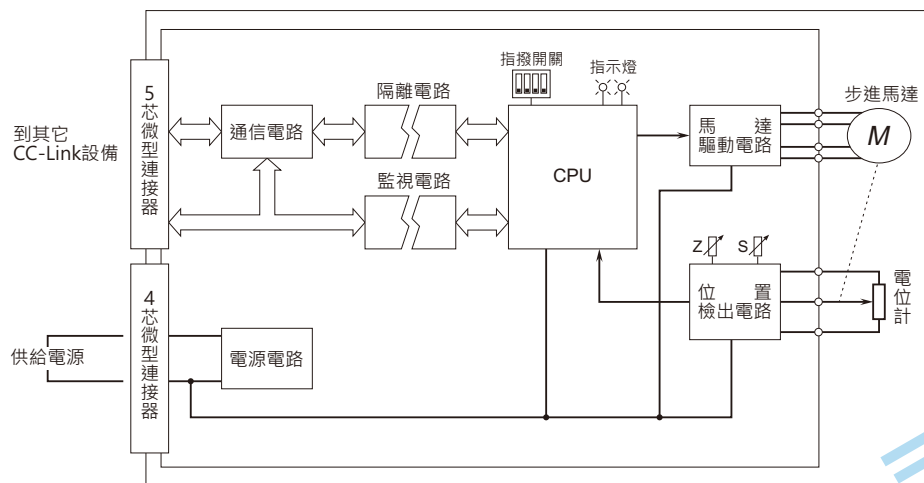 指撥開關
指示燈
步進馬達
5芯微型連接器
隔離電路
到其它
CC-Link設備
通信電路
CPU
馬達
驅動電路
M
監視電路
Z
S
4芯微型連接器
位置
檢出電路
電位計
供給電源
電源電路